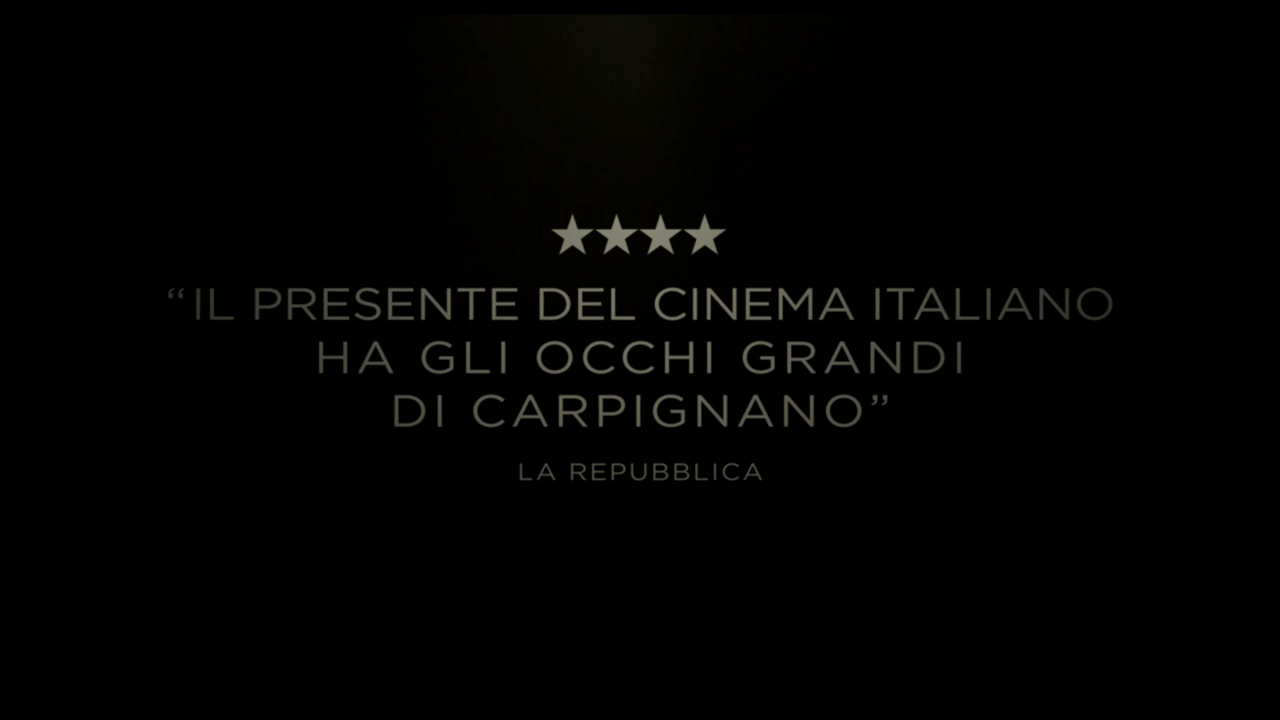 ★★★★
“IL PRESENTE DEL CINEMA ITALIANO
HA GLI OCCHI GRANDI
DI CARPIGNANO”
LA REPUBBLICA